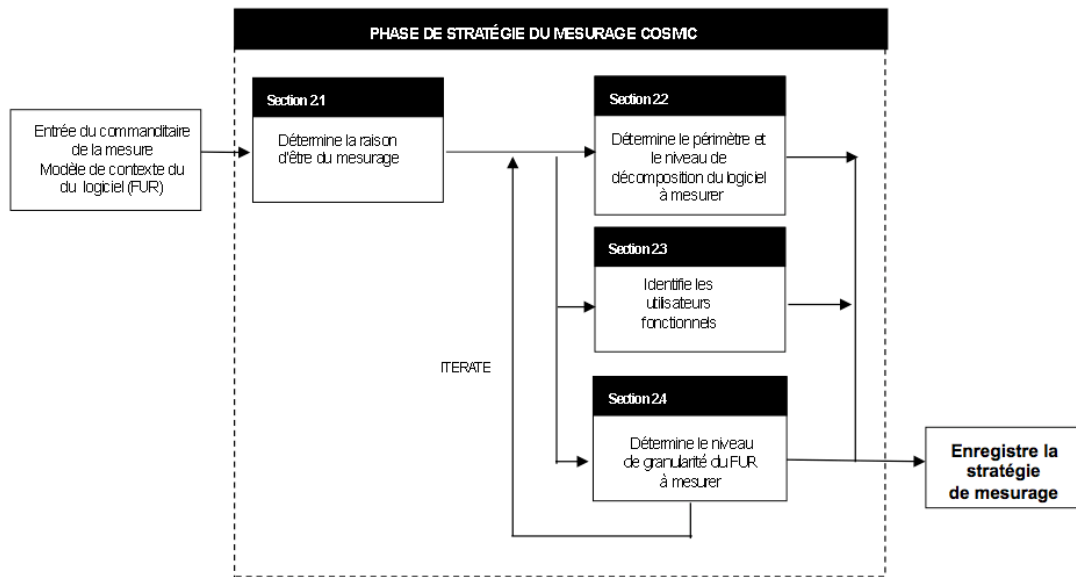 PHASE DE STRATÉGIE DU MESURAGE COSMIC
Entrée du commanditaire
de la mesure
Modèle de contexte du
du logiciel (FUR)
Section 2.1
Détermine la raison
d'être du mesurage
Section 2.2
Détermine le périmètre et
le niveau de
décomposition du logiciel
à mesurer
Section 2.3
Identifie les
utilisateurs
fonctionnels
ITERATE
Section 2.4
Détermine le niveau
de granularité du FUR
à mesurer
Enregistre la
stratégie
de mesurage